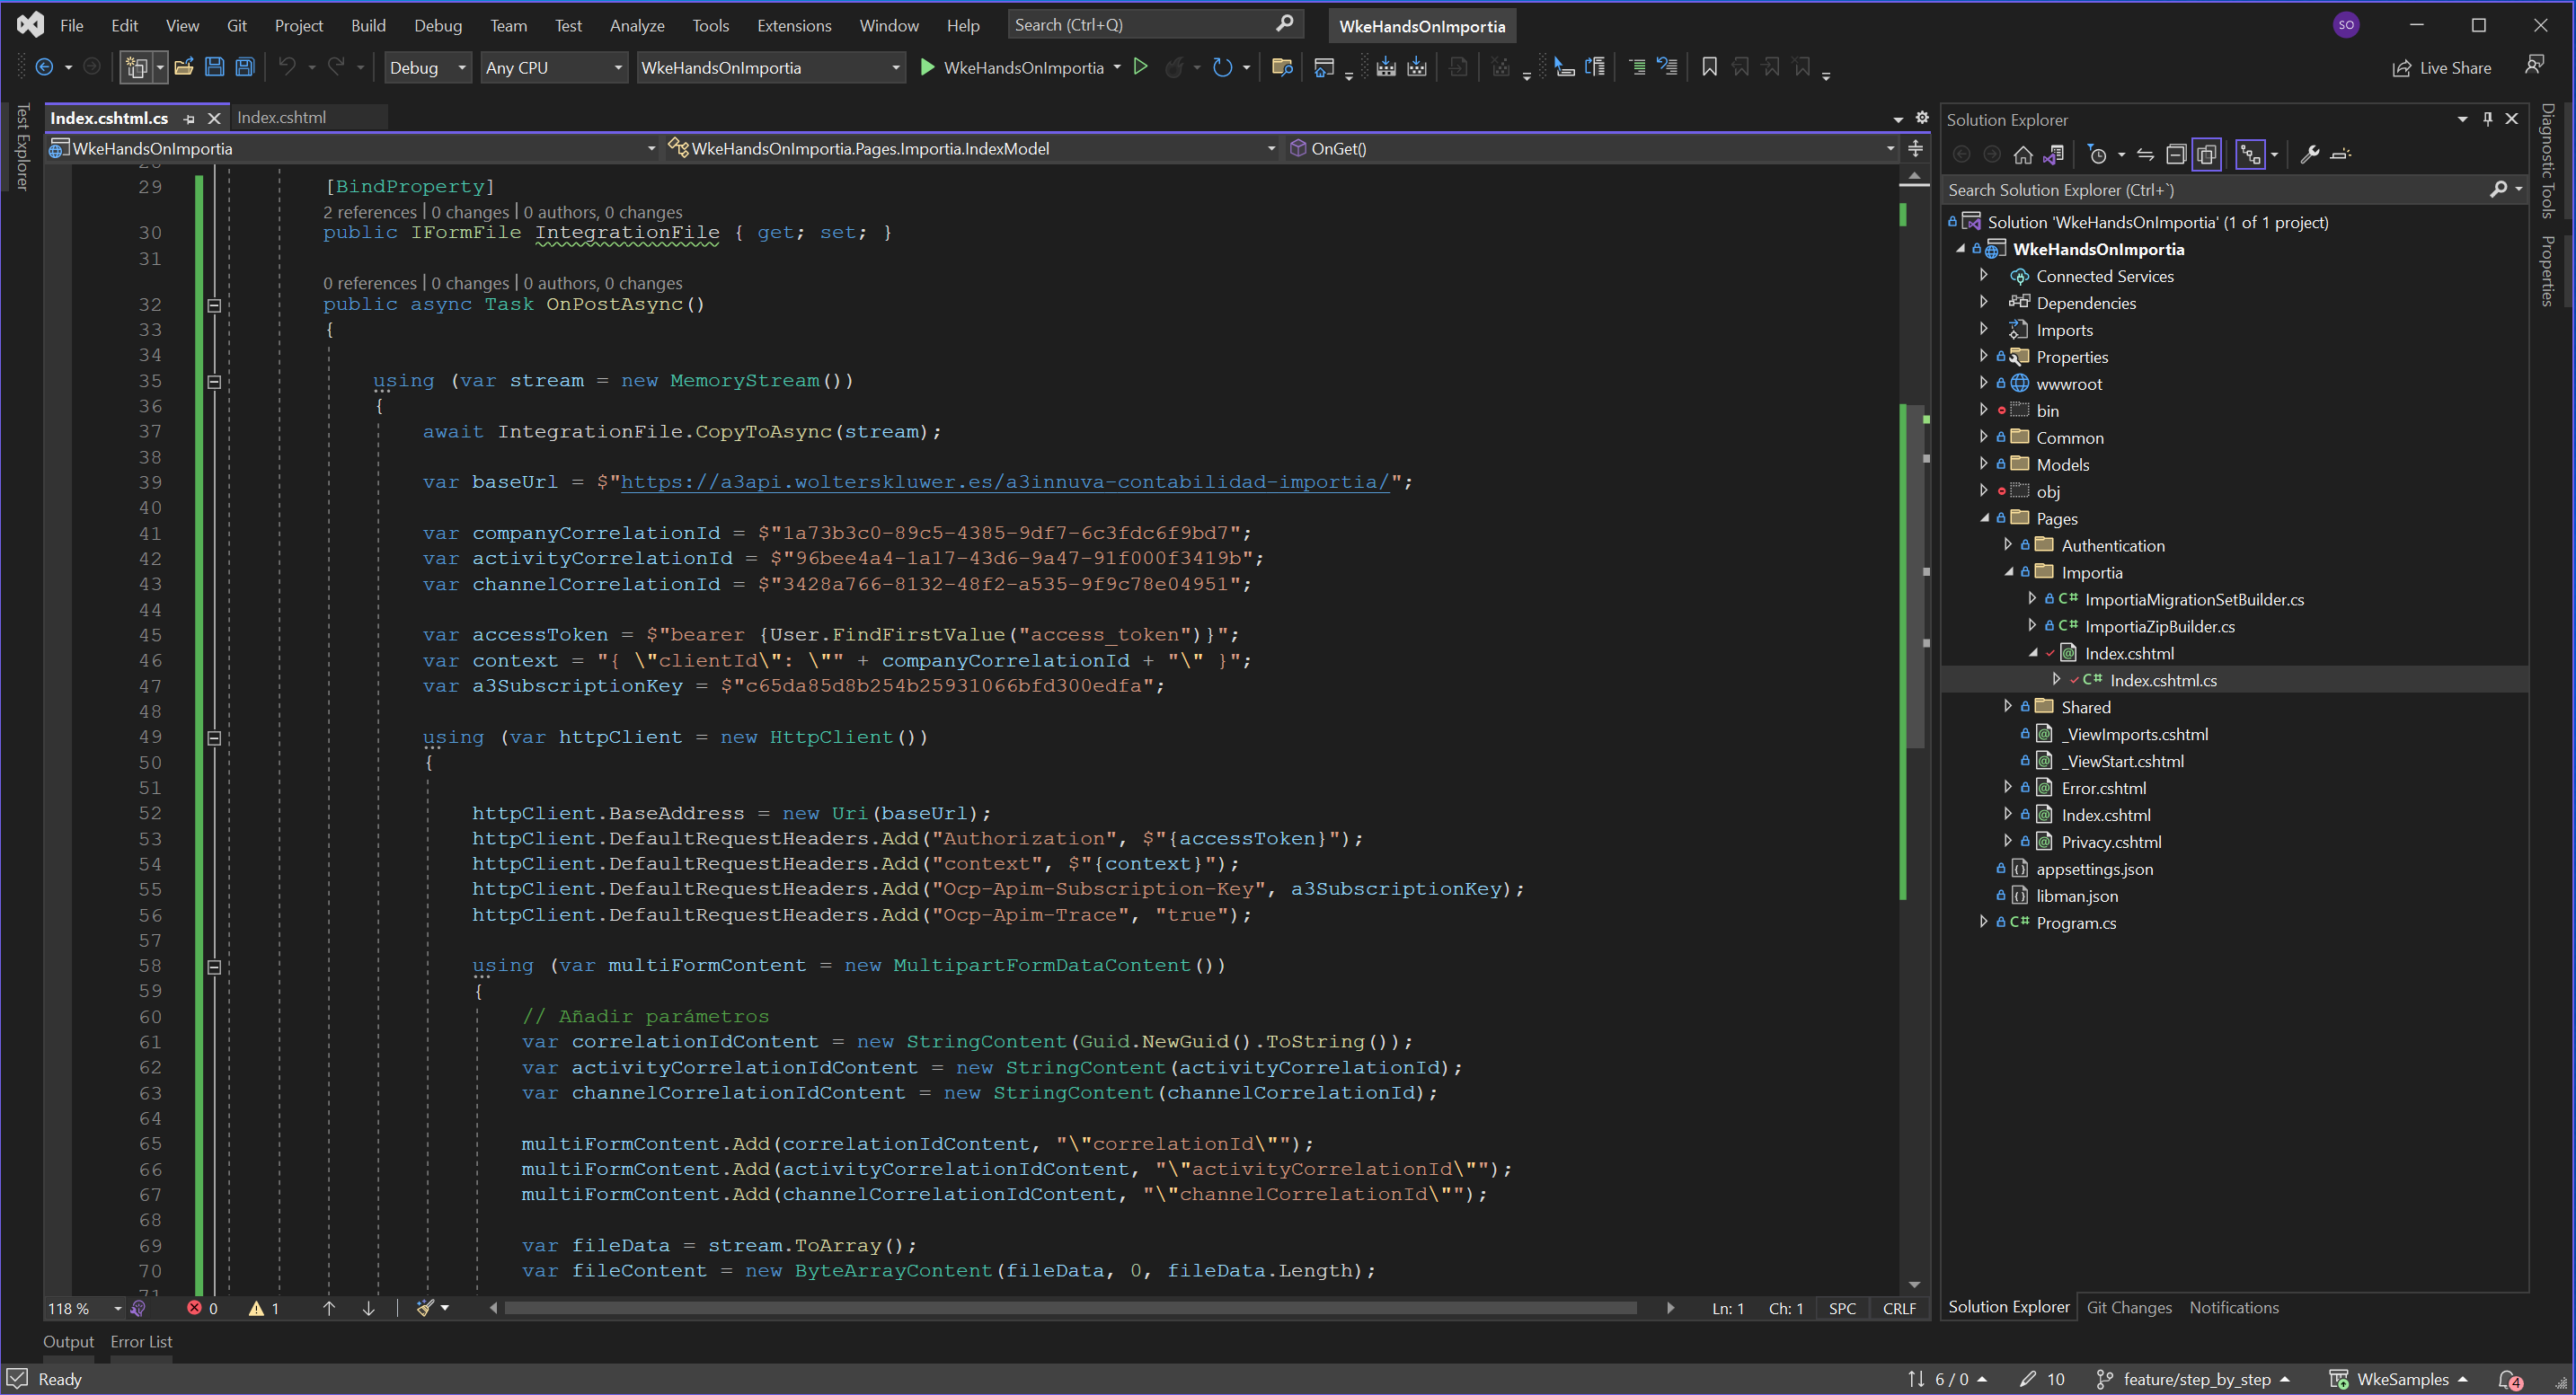 File Edit View Git Project Build Debug Team Test Analyze Tools Extensions Window Help Search (Ctrl+Q) WkeHandsOnImportia SO
Debug Any CPU WkeHandsOnImportia WkeHandsOnImportia Live Share
Test Explorer
Index.cshtml.cs Index.cshtml
WkeHandsOnImportia WkeHandsOnImportia.Pages.Importia.IndexModel OnGet()
29 [BindProperty]
2 references | 0 changes | 0 authors, 0 changes
30 public IFormFile IntegrationFile { get; set; }
31
0 references | 0 changes | 0 authors, 0 changes
32 public async Task OnPostAsync()
33 {
34
35 using (var stream = new MemoryStream())
36 {
37 await IntegrationFile.CopyToAsync(stream);
38
39 var baseUrl = $"https://a3api.wolterskluwer.es/a3innuva-contabilidad-importia/";
40
41 var companyCorrelationId = $"1a73b3c0-89c5-4385-9df7-6c3fdc6f9bd7";
42 var activityCorrelationId = $"96bee4a4-1a17-43d6-9a47-91f000f3419b";
43 var channelCorrelationId = $"3428a766-8132-48f2-a535-9f9c78e04951";
44
45 var accessToken = $"bearer {User.FindFirstValue("access_token")}";
46 var context = "{ \"clientId\": \"" + companyCorrelationId + "\" }";
47 var a3SubscriptionKey = $"c65da85d8b254b25931066bfd300edfa";
48
49 using (var httpClient = new HttpClient())
50 {
51
52 httpClient.BaseAddress = new Uri(baseUrl);
53 httpClient.DefaultRequestHeaders.Add("Authorization", $"{accessToken}");
54 httpClient.DefaultRequestHeaders.Add("context", $"{context}");
55 httpClient.DefaultRequestHeaders.Add("Ocp-Apim-Subscription-Key", a3SubscriptionKey);
56 httpClient.DefaultRequestHeaders.Add("Ocp-Apim-Trace", "true");
57
58 using (var multiFormContent = new MultipartFormDataContent())
59 {
60 // Añadir parámetros
61 var correlationIdContent = new StringContent(Guid.NewGuid().ToString());
62 var activityCorrelationIdContent = new StringContent(activityCorrelationId);
63 var channelCorrelationIdContent = new StringContent(channelCorrelationId);
64
65 multiFormContent.Add(correlationIdContent, "\"correlationId\"");
66 multiFormContent.Add(activityCorrelationIdContent, "\"activityCorrelationId\"");
67 multiFormContent.Add(channelCorrelationIdContent, "\"channelCorrelationId\"");
68
69 var fileData = stream.ToArray();
70 var fileContent = new ByteArrayContent(fileData, 0, fileData.Length);
118 % 0 1 Ln: 1 Ch: 1 SPC CRLF
Solution Explorer
Search Solution Explorer (Ctrl+`)
Solution 'WkeHandsOnImportia' (1 of 1 project)
WkeHandsOnImportia
Connected Services
Dependencies
Imports
Properties
wwwroot
bin
Common
Models
obj
Pages
Authentication
Importia
C# ImportiaMigrationSetBuilder.cs
C# ImportiaZipBuilder.cs
Index.cshtml
C# Index.cshtml.cs
Shared
_ViewImports.cshtml
_ViewStart.cshtml
Error.cshtml
Index.cshtml
Privacy.cshtml
appsettings.json
libman.json
C# Program.cs
Solution Explorer Git Changes Notifications
Diagnostic Tools
Properties
Output Error List
Ready 6 / 0 10 feature/step_by_step WkeSamples 4